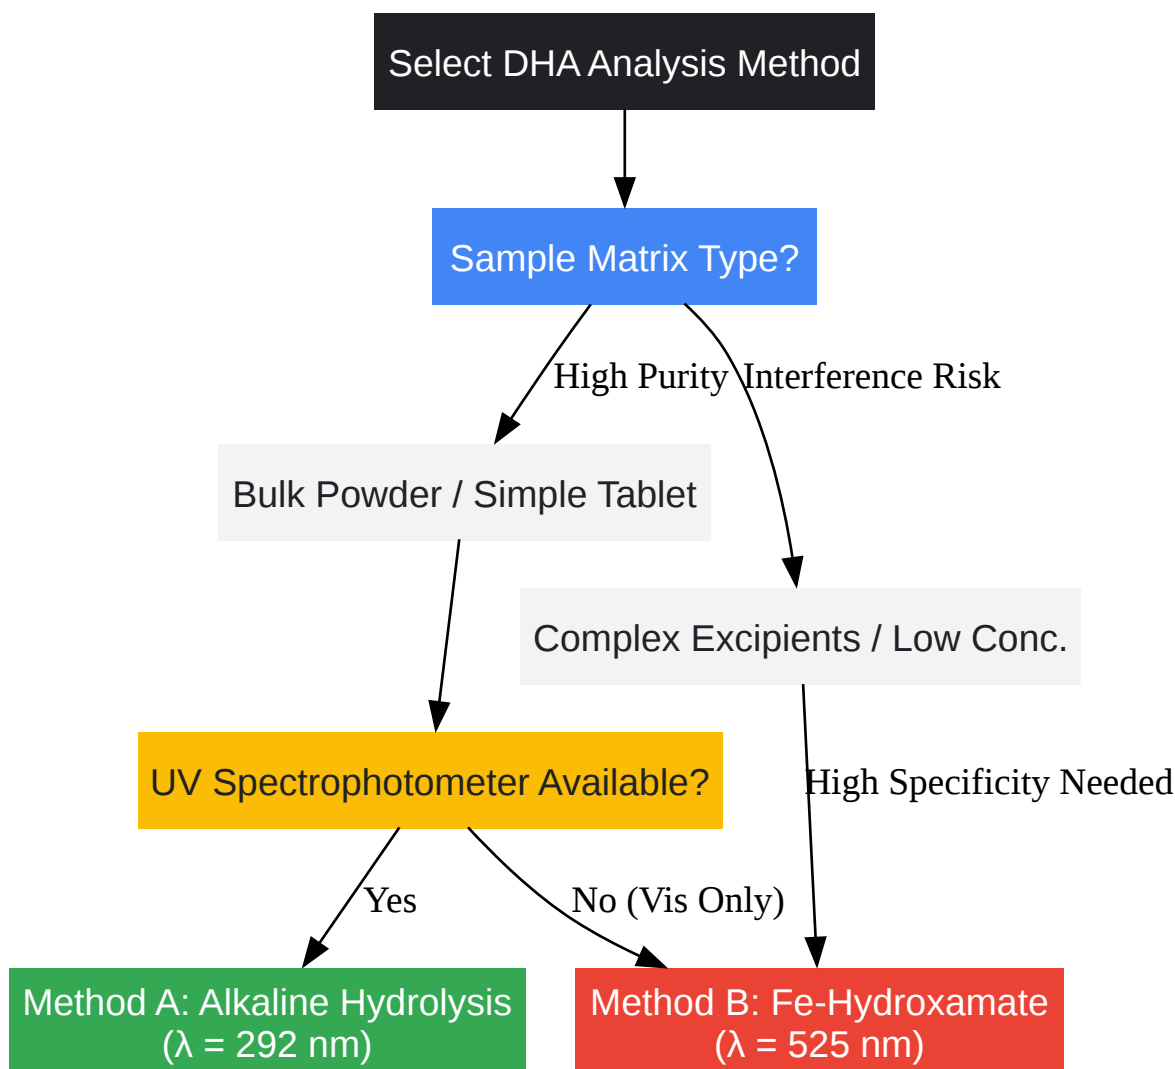 Select DHA Analysis Method
Sample Matrix Type?
High Purity
Interference Risk
Bulk Powder / Simple Tablet
Complex Excipients / Low Conc.
UV Spectrophotometer Available?
High Specificity Needed
Yes
No (Vis Only)
Method A: Alkaline Hydrolysis
(λ = 292 nm)
Method B: Fe-Hydroxamate
(λ = 525 nm)